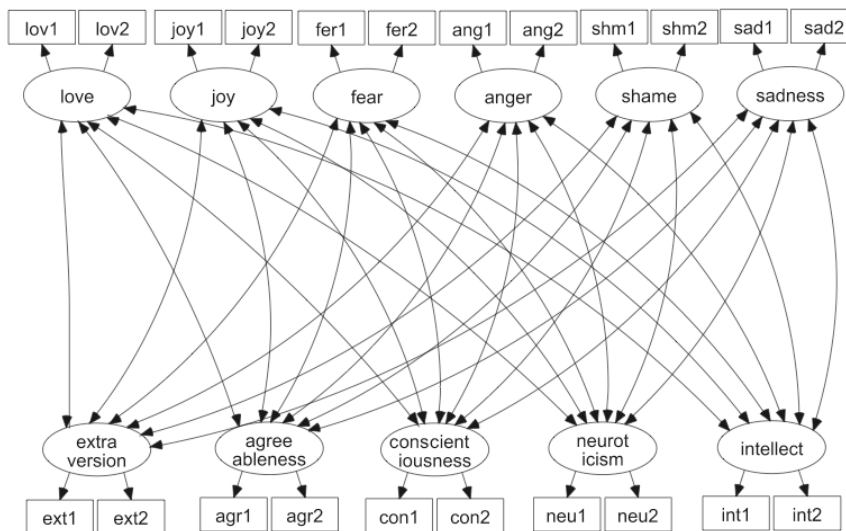 lov1 lov2 joy1 joy2 fer1 fer2 ang1 ang2 shm1 shm2 sad1 sad2
love joy fear anger shame sadness
extra
version
agree
ableness
conscient
iousness
neurot
icism
intellect
ext1 ext2 agr1 agr2 con1 con2 neu1 neu2 int1 int2